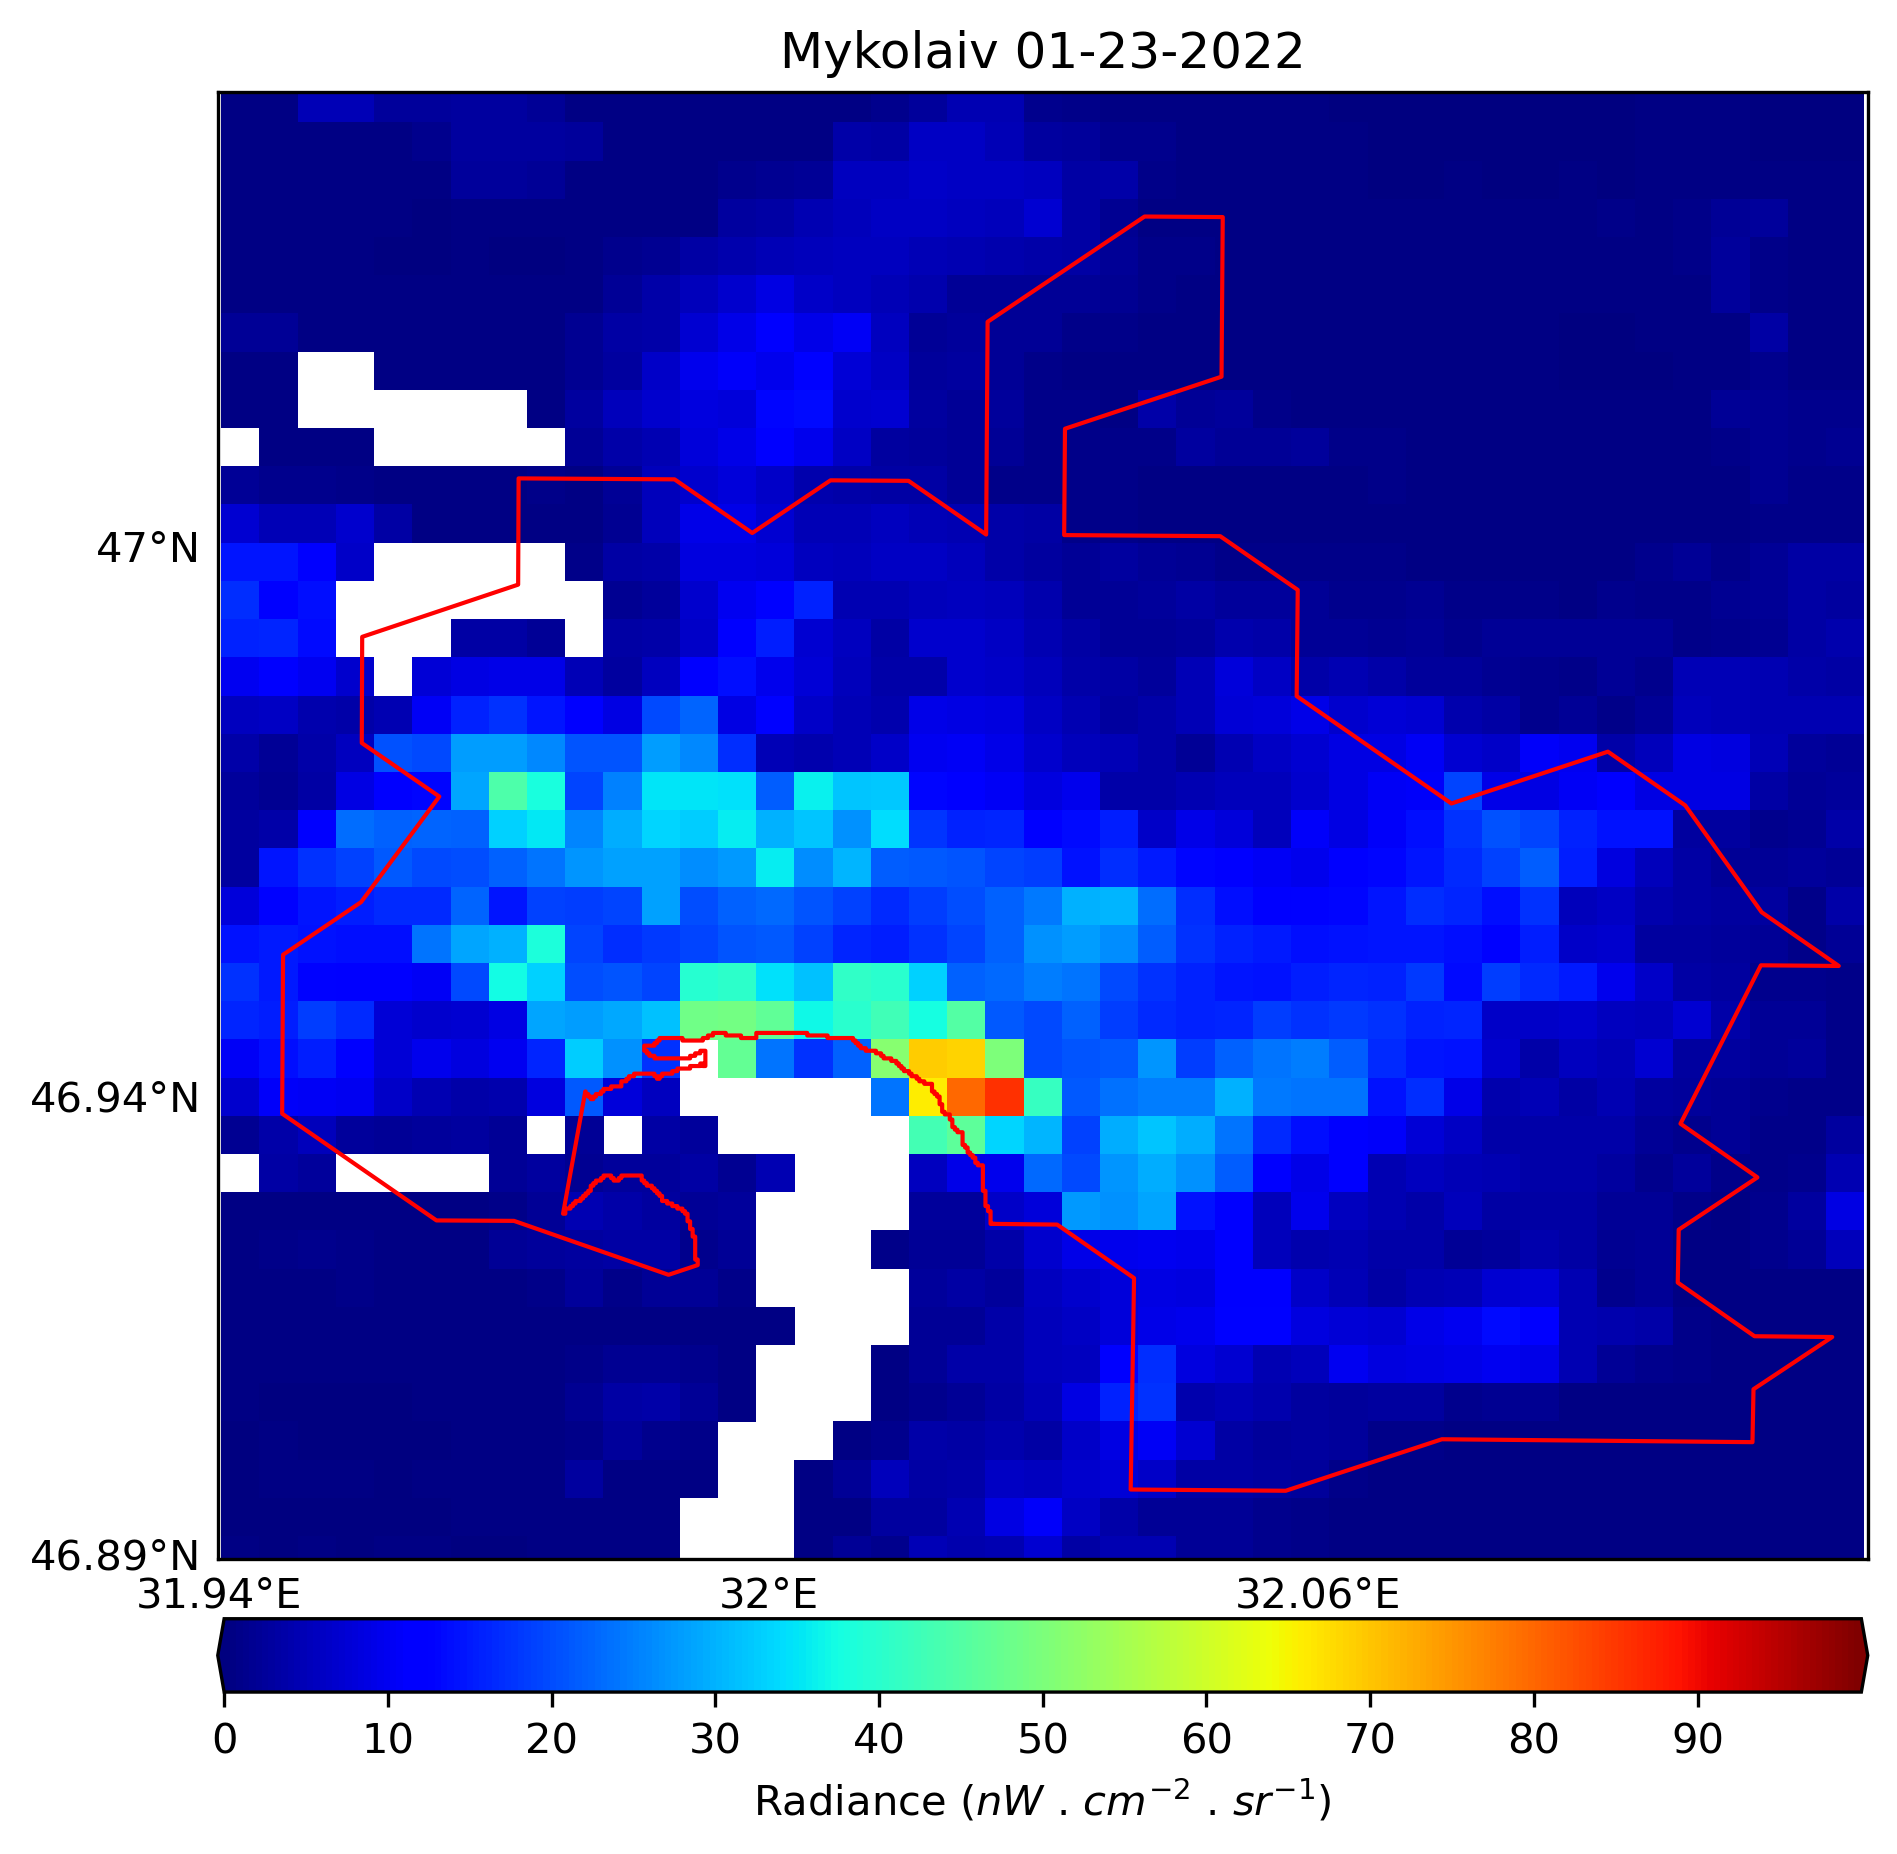 Mykolaiv 01-23-2022
47°N
46.94°N
46.89°N
31.94°E 32°E 32.06°E
0 10 20 30 40 50 60 70 80 90
Radiance (nW . cm⁻² . sr⁻¹)